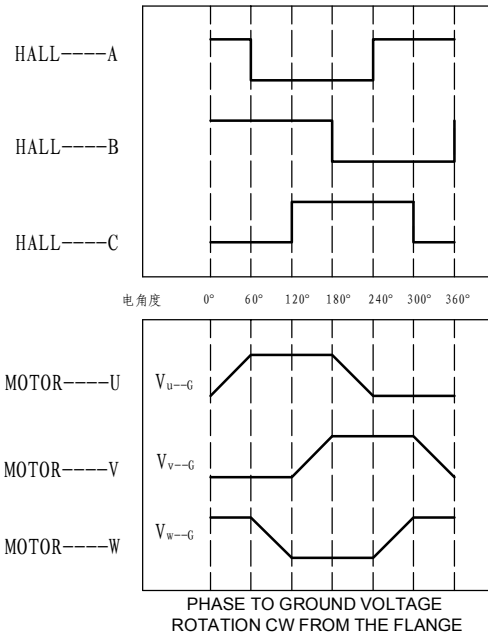 HALL----A
HALL----B
HALL----C
电角度 0° 60° 120° 180° 240° 300° 360°
MOTOR----U Vu--G
MOTOR----V Vv--G
MOTOR----W Vw--G
PHASE TO GROUND VOLTAGE
ROTATION CW FROM THE FLANGE